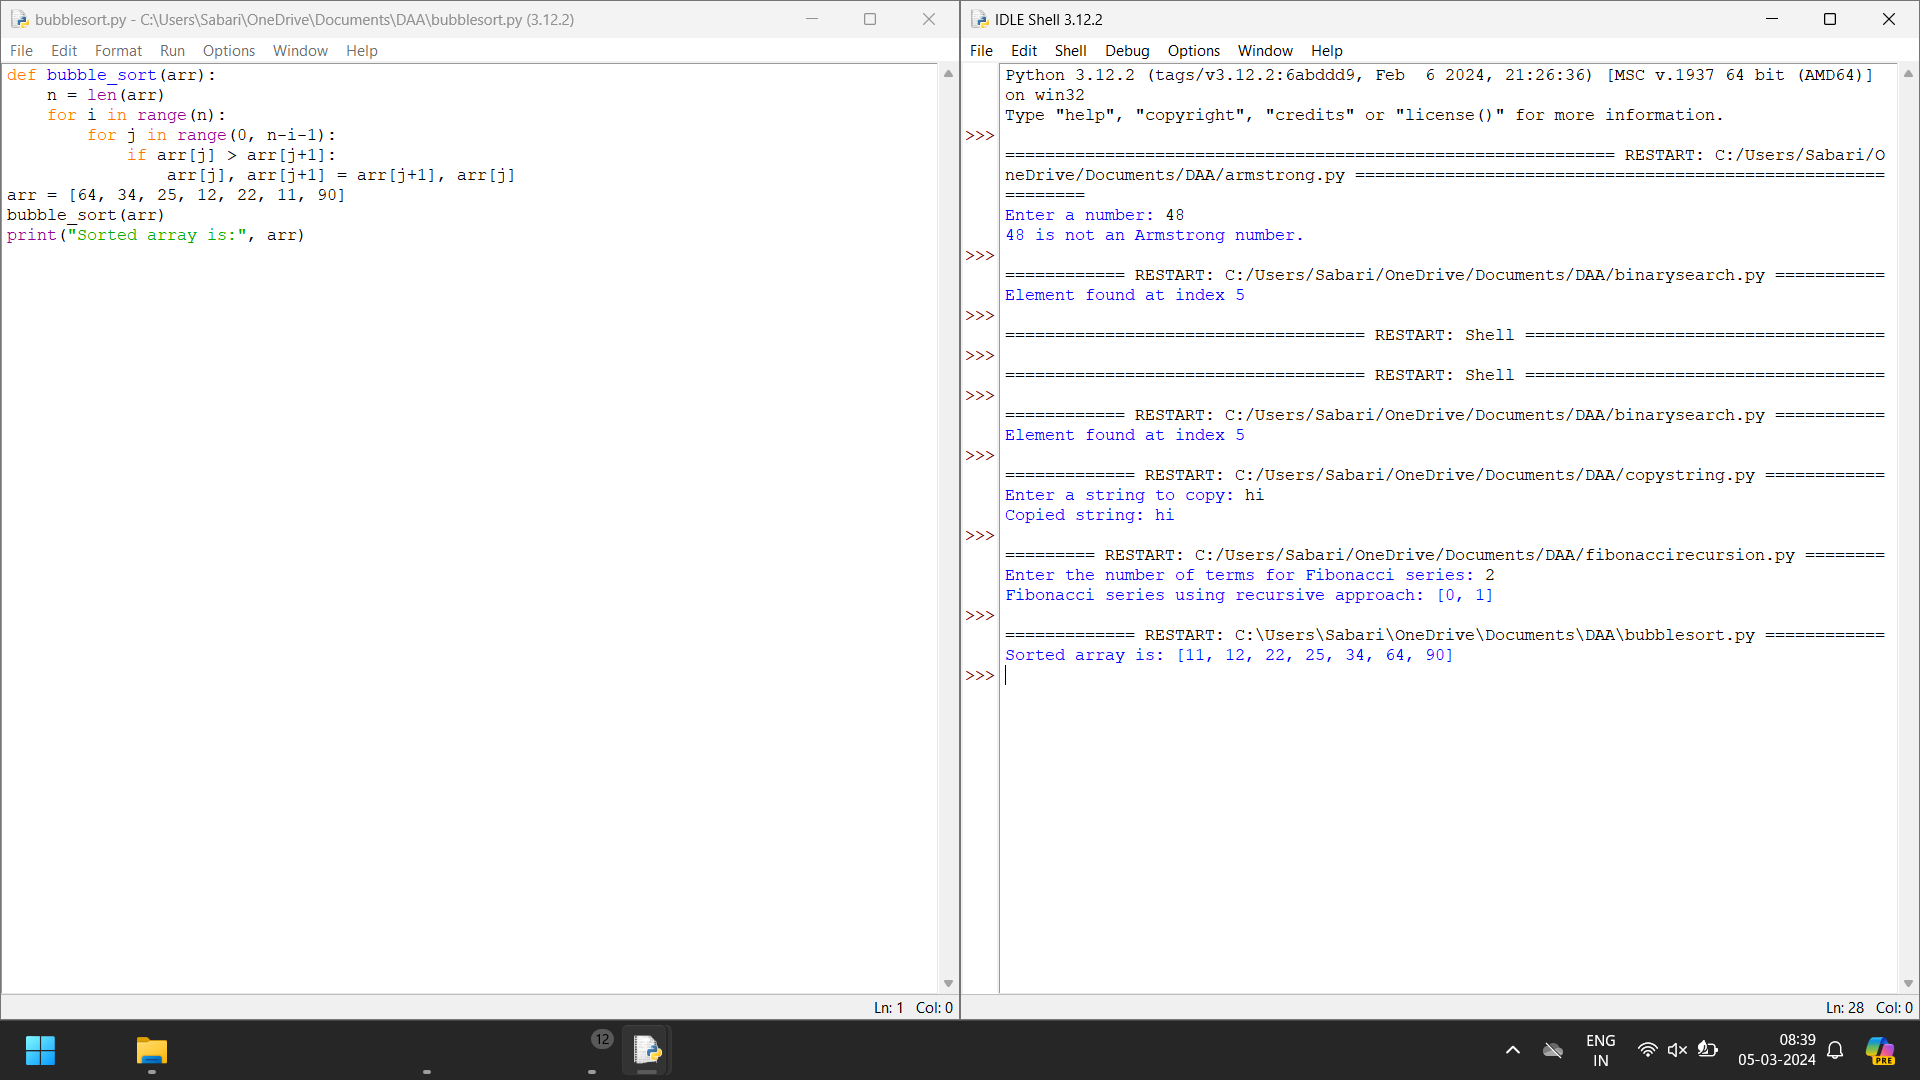 bubblesort.py - C:\Users\Sabari\OneDrive\Documents\DAA\bubblesort.py (3.12.2)
File Edit Format Run Options Window Help
def bubble_sort(arr):
    n = len(arr)
    for i in range(n):
        for j in range(0, n-i-1):
            if arr[j] > arr[j+1]:
                arr[j], arr[j+1] = arr[j+1], arr[j]
arr = [64, 34, 25, 12, 22, 11, 90]
bubble_sort(arr)
print("Sorted array is:", arr)
Ln: 1 Col: 0
IDLE Shell 3.12.2
File Edit Shell Debug Options Window Help
Python 3.12.2 (tags/v3.12.2:6abddd9, Feb  6 2024, 21:26:36) [MSC v.1937 64 bit (AMD64)]
on win32
Type "help", "copyright", "credits" or "license()" for more information.
>>>
============================================================= RESTART: C:/Users/Sabari/O
neDrive/Documents/DAA/armstrong.py =====================================================
========
Enter a number: 48
48 is not an Armstrong number.
>>>
============ RESTART: C:/Users/Sabari/OneDrive/Documents/DAA/binarysearch.py ===========
Element found at index 5
>>>
==================================== RESTART: Shell ====================================
>>>
==================================== RESTART: Shell ====================================
>>>
============ RESTART: C:/Users/Sabari/OneDrive/Documents/DAA/binarysearch.py ===========
Element found at index 5
>>>
============= RESTART: C:/Users/Sabari/OneDrive/Documents/DAA/copystring.py ============
Enter a string to copy: hi
Copied string: hi
>>>
========= RESTART: C:/Users/Sabari/OneDrive/Documents/DAA/fibonaccirecursion.py ========
Enter the number of terms for Fibonacci series: 2
Fibonacci series using recursive approach: [0, 1]
>>>
============= RESTART: C:\Users\Sabari\OneDrive\Documents\DAA\bubblesort.py ============
Sorted array is: [11, 12, 22, 25, 34, 64, 90]
>>>
Ln: 28 Col: 0
12
ENG
IN
08:39
05-03-2024
PRE